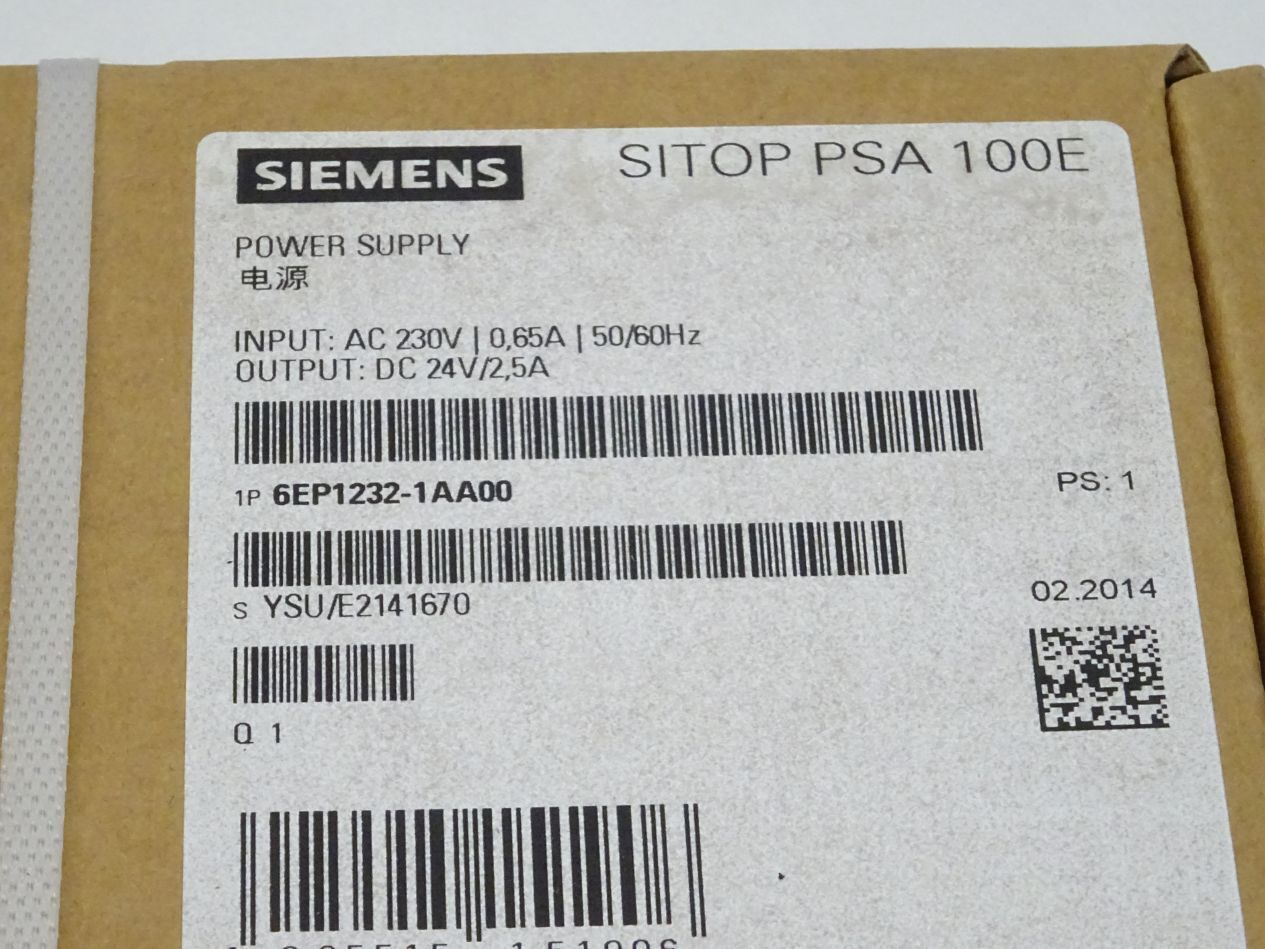 SIEMENS
SITOP PSA 100E
POWER SUPPLY
电源
INPUT: AC 230V | 0,65A | 50/60Hz
OUTPUT: DC 24V/2,5A
1P 6EP1232-1AA00
PS: 1
S YSU/E2141670
02.2014
Q 1